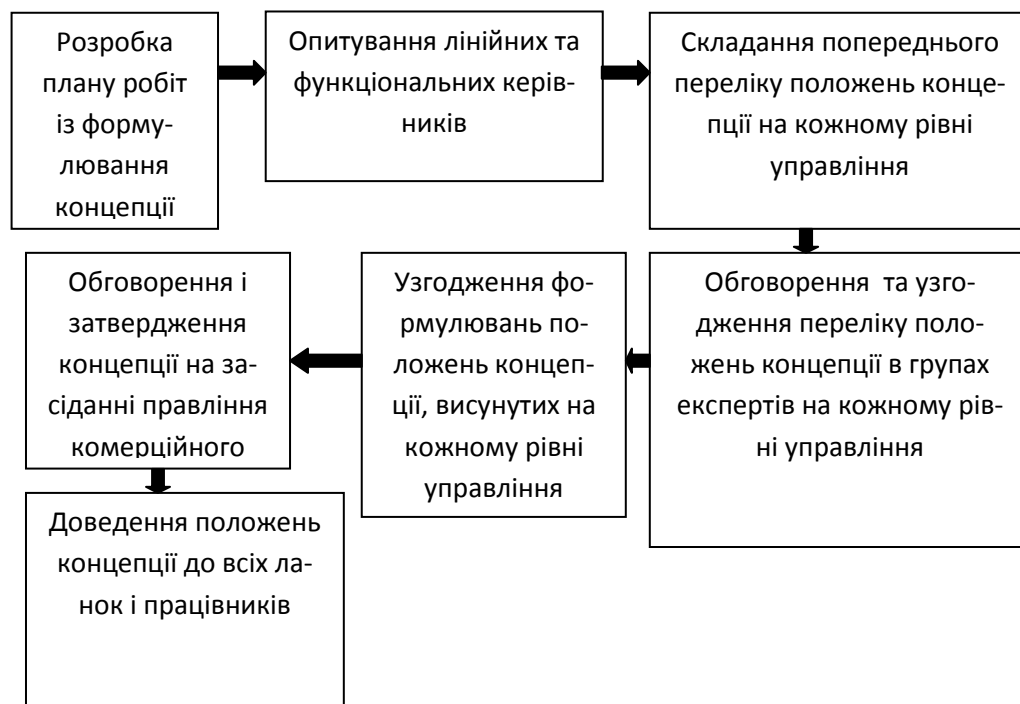 Розробка
плану робіт
із форму-
лювання
концепції
Опитування лінійних та
функціональних керів-
ників
Складання попереднього
переліку положень конце-
пції на кожному рівні
управління
Обговорення та узго-
дження переліку поло-
жень концепції в групах
експертів на кожному рів-
ні управління
Узгодження фо-
рмулювань по-
ложень концеп-
ції, висунутих на
кожному рівні
управління
Обговорення і
затвердження
концепції на за-
сіданні правління
комерційного
Доведення положень
концепції до всіх ла-
нок і працівників